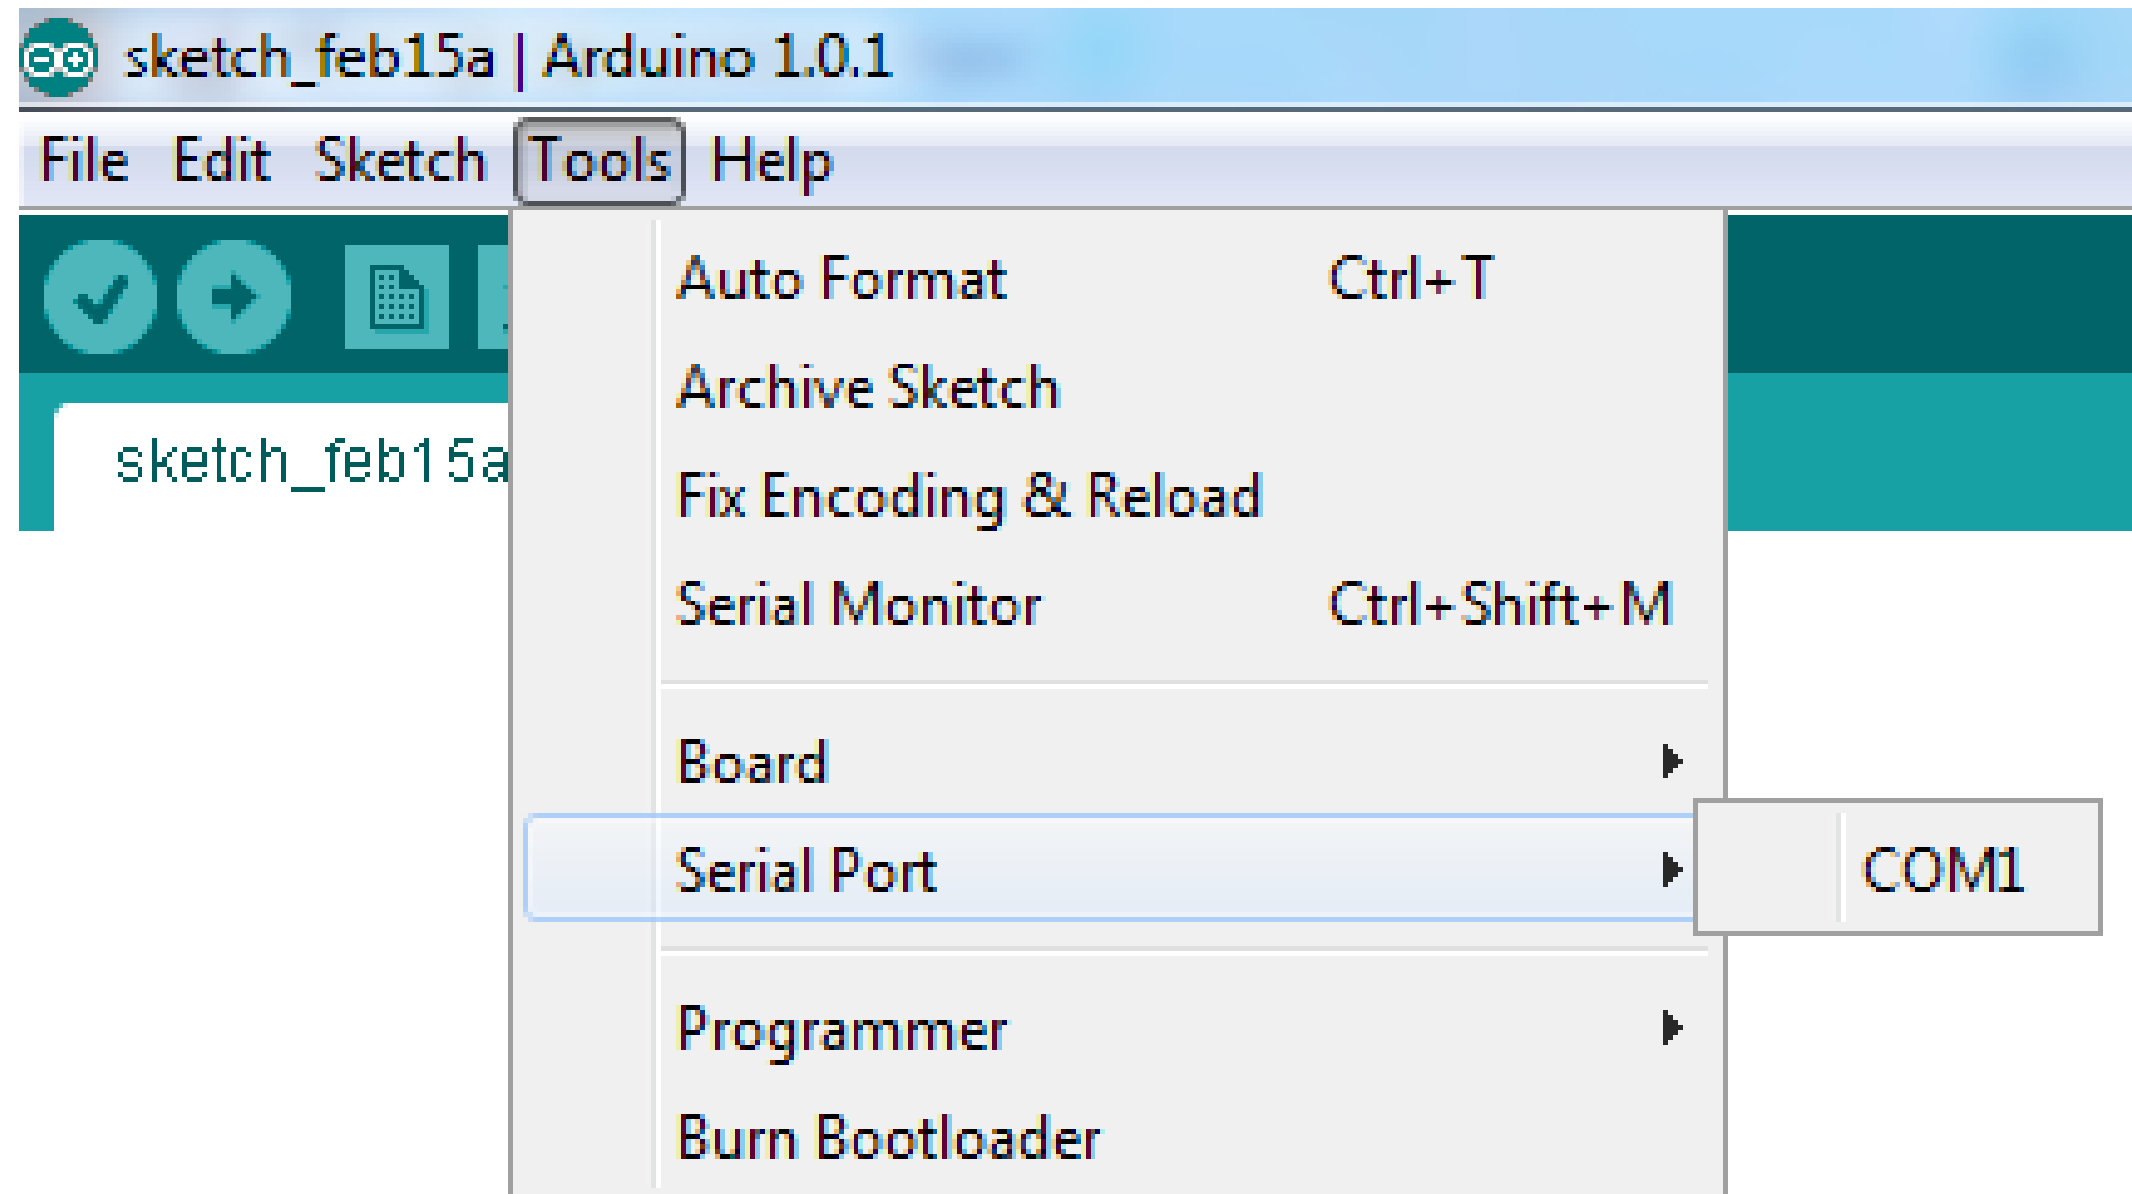 sketch_feb15a | Arduino 1.0.1
File Edit Sketch Tools Help
Auto Format Ctrl+T
Archive Sketch
sketch_feb15a
Fix Encoding & Reload
Serial Monitor Ctrl+Shift+M
Board
Serial Port COM1
Programmer
Burn Bootloader